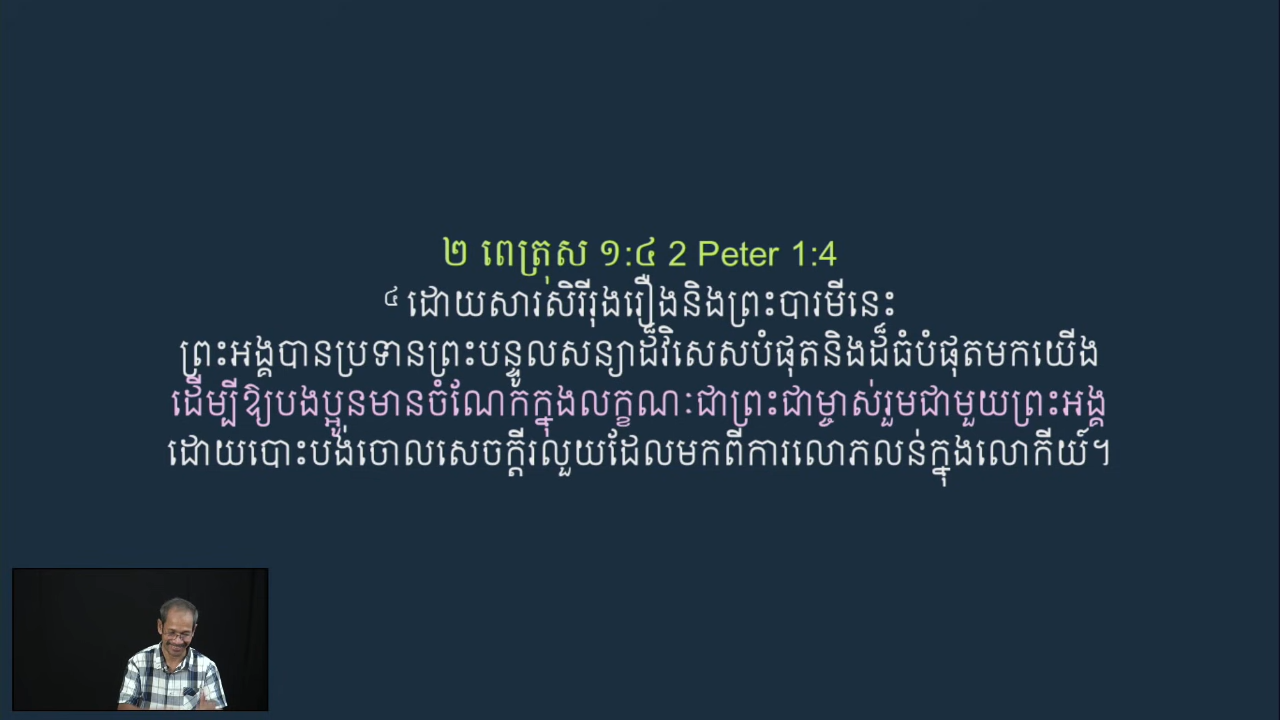 ២ ពេត្រុស ១:៤ 2 Peter 1:4
៤ ដោយសារសិរីរុងរឿងនិងព្រះបារមីនេះ
ព្រះអង្គបានប្រទានព្រះបន្ទូលសន្យាដ៏វិសេសបំផុតនិងដ៏ធំបំផុតមកយើង
ដើម្បីឱ្យបងប្អូនមានចំណែកក្នុងលក្ខណៈជាព្រះជាម្ចាស់រួមជាមួយព្រះអង្គ
ដោយបោះបង់ចោលសេចក្ដីរលួយដែលមកពីការលោភលន់ក្នុងលោកីយ៍។